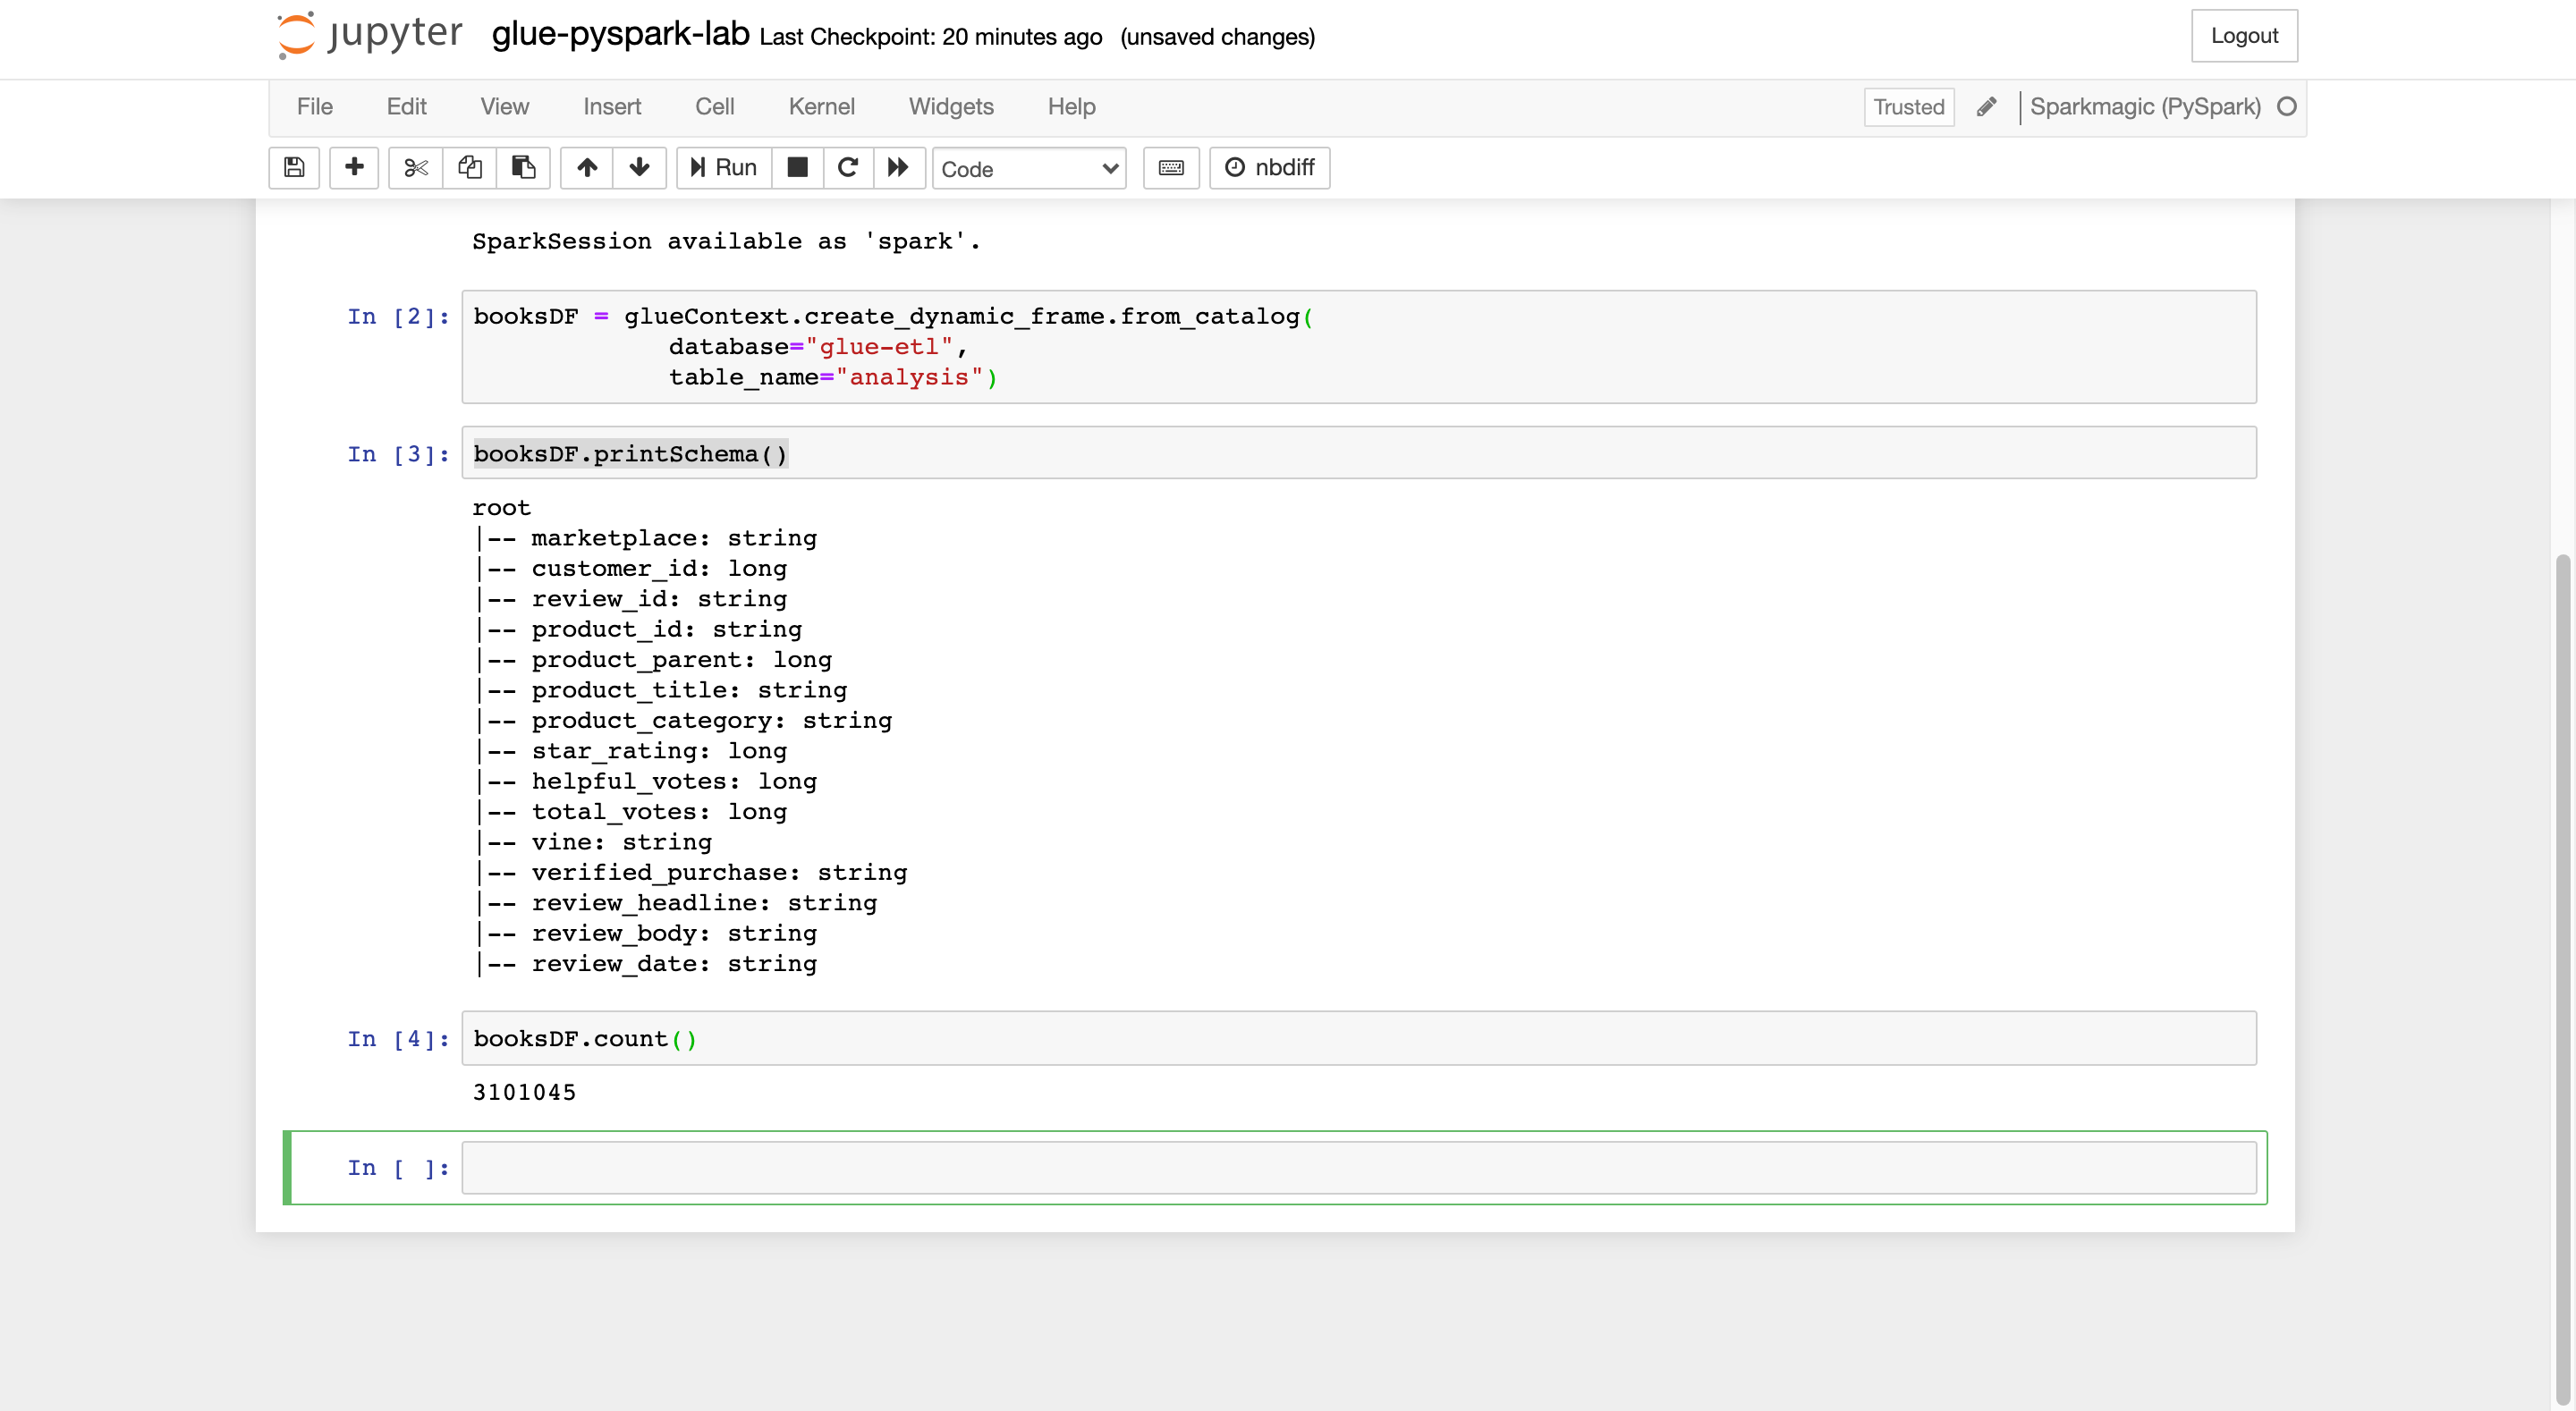 jupyter glue-pyspark-lab Last Checkpoint: 20 minutes ago (unsaved changes) Logout
File Edit View Insert Cell Kernel Widgets Help Trusted Sparkmagic (PySpark)
Run Code nbdiff
SparkSession available as 'spark'.
In [2]: booksDF = glueContext.create_dynamic_frame.from_catalog(
database="glue-etl",
table_name="analysis")
In [3]: booksDF.printSchema()
root
|-- marketplace: string
|-- customer_id: long
|-- review_id: string
|-- product_id: string
|-- product_parent: long
|-- product_title: string
|-- product_category: string
|-- star_rating: long
|-- helpful_votes: long
|-- total_votes: long
|-- vine: string
|-- verified_purchase: string
|-- review_headline: string
|-- review_body: string
|-- review_date: string
In [4]: booksDF.count()
3101045
In [ ]: